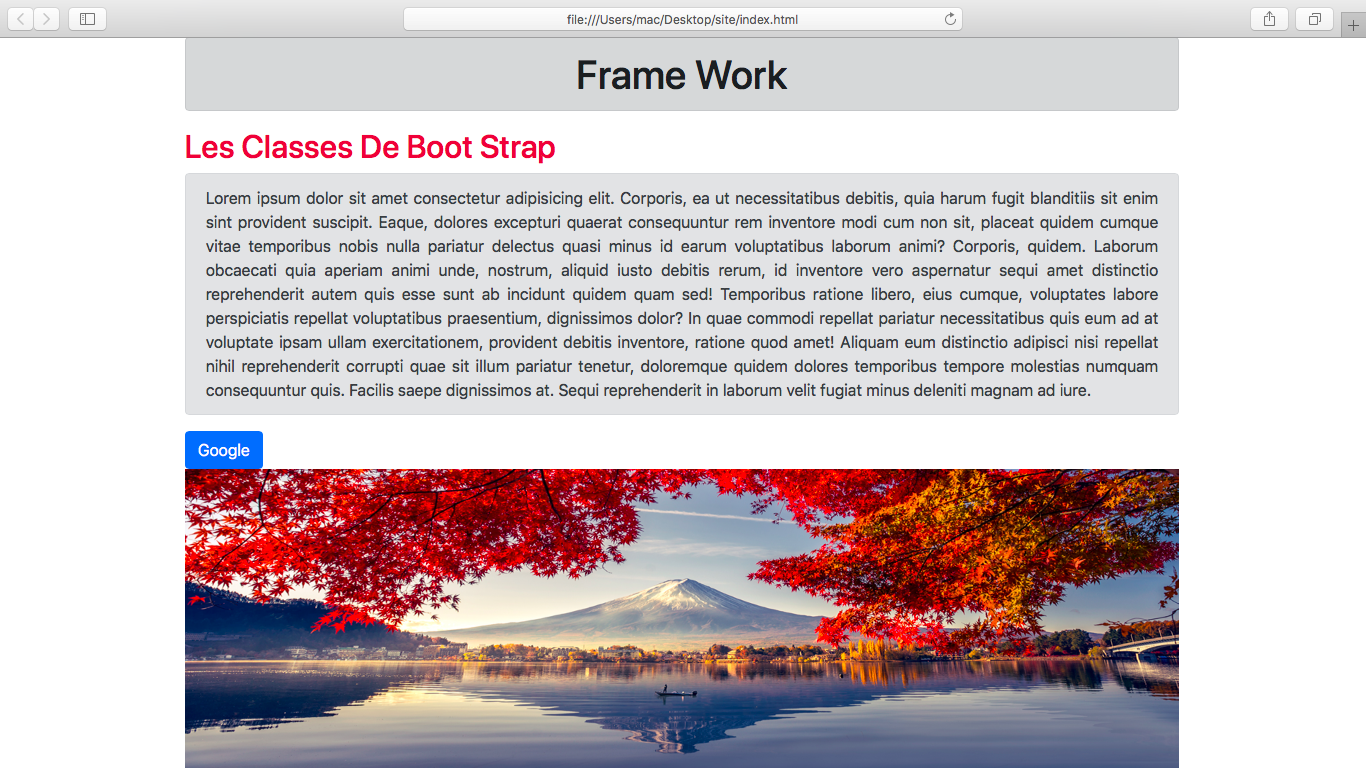 file:///Users/mac/Desktop/site/index.html
Frame Work
Les Classes De Boot Strap
Lorem ipsum dolor sit amet consectetur adipisicing elit. Corporis, ea ut necessitatibus debitis, quia harum fugit blanditiis sit enim
sint provident suscipit. Eaque, dolores excepturi quaerat consequuntur rem inventore modi cum non sit, placeat quidem cumque
vitae temporibus nobis nulla pariatur delectus quasi minus id earum voluptatibus laborum animi? Corporis, quidem. Laborum
obcaecati quia aperiam animi unde, nostrum, aliquid iusto debitis rerum, id inventore vero aspernatur sequi amet distinctio
reprehenderit autem quis esse sunt ab incidunt quidem quam sed! Temporibus ratione libero, eius cumque, voluptates labore
perspiciatis repellat voluptatibus praesentium, dignissimos dolor? In quae commodi repellat pariatur necessitatibus quis eum ad at
voluptate ipsam ullam exercitationem, provident debitis inventore, ratione quod amet! Aliquam eum distinctio adipisci nisi repellat
nihil reprehenderit corrupti quae sit illum pariatur tenetur, doloremque quidem dolores temporibus tempore molestias numquam
consequuntur quis. Facilis saepe dignissimos at. Sequi reprehenderit in laborum velit fugiat minus deleniti magnam ad iure.
Google